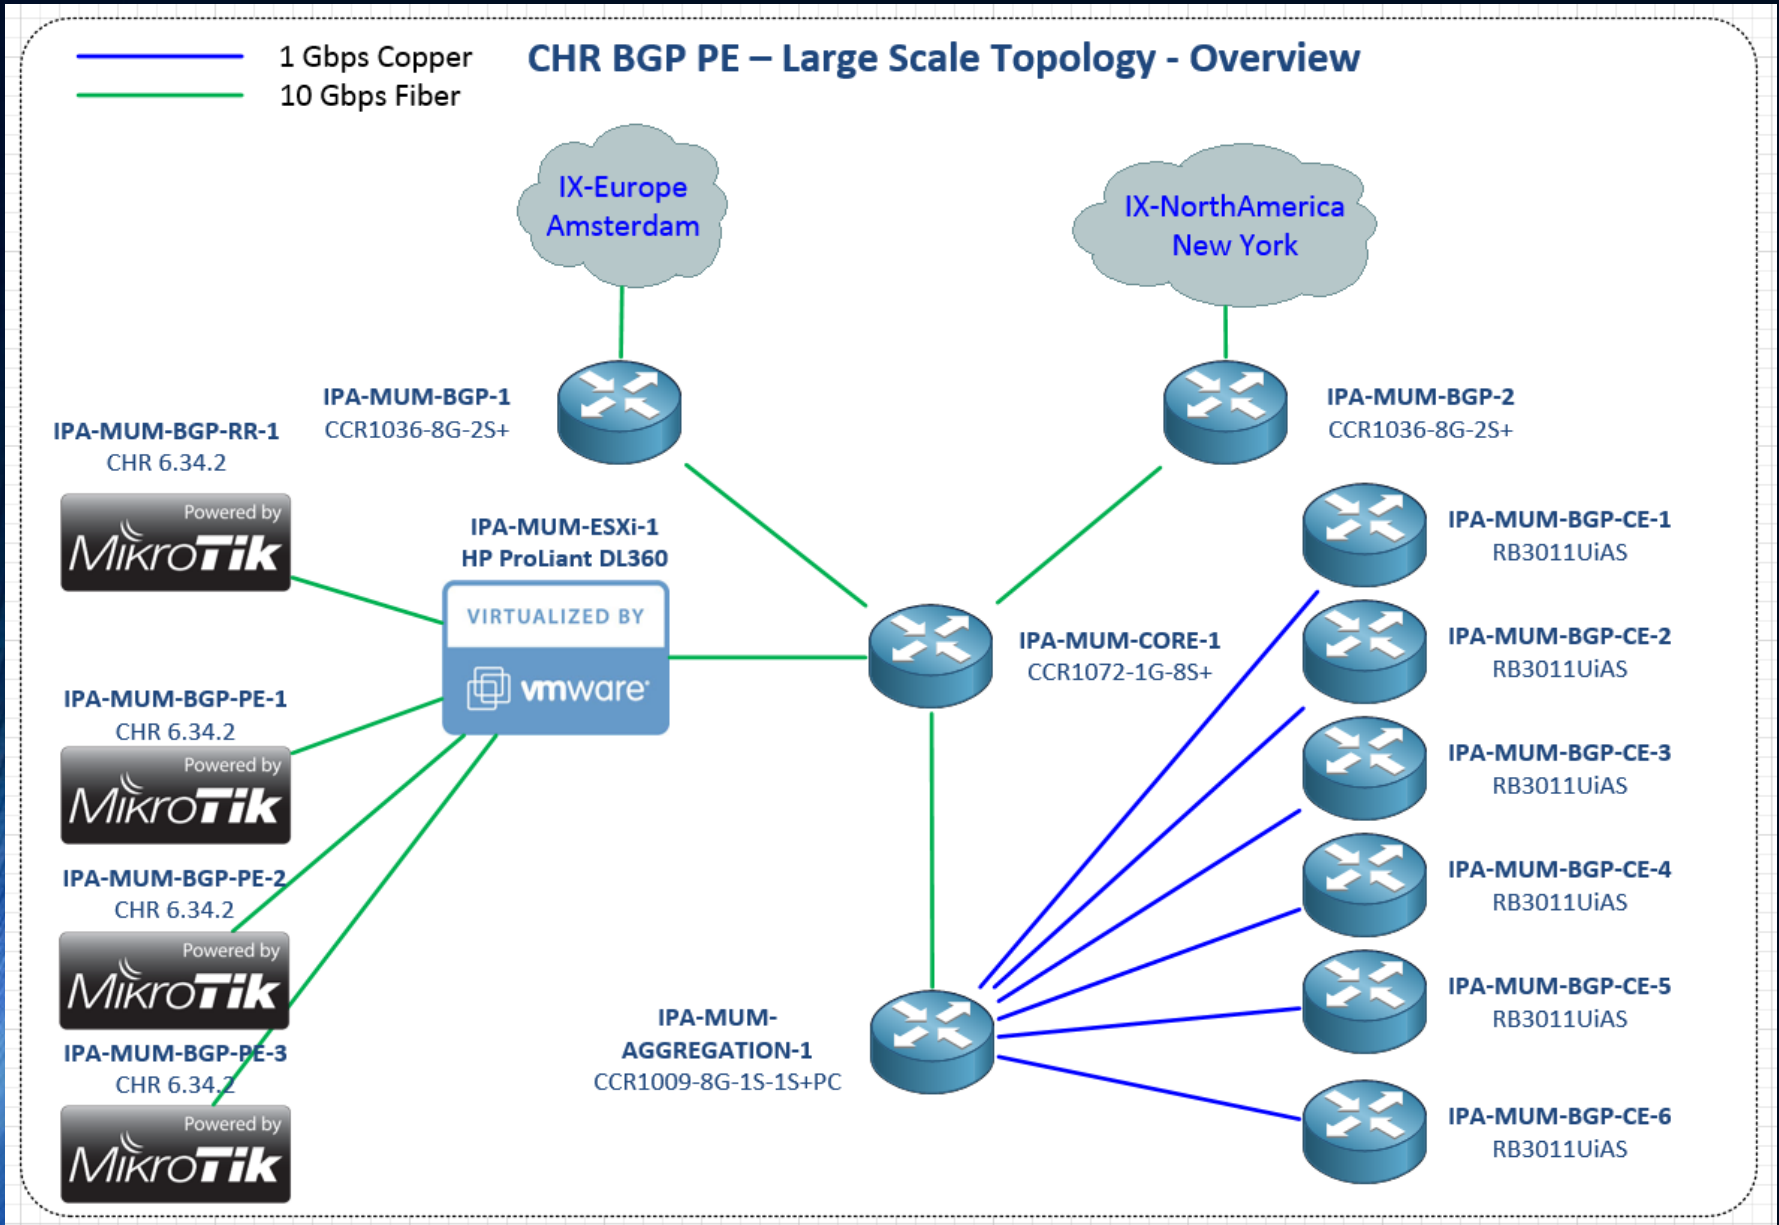 1 Gbps Copper
10 Gbps Fiber
CHR BGP PE – Large Scale Topology - Overview
IX-Europe
Amsterdam
IX-NorthAmerica
New York
IPA-MUM-BGP-1
CCR1036-8G-2S+
IPA-MUM-BGP-2
CCR1036-8G-2S+
IPA-MUM-BGP-RR-1
CHR 6.34.2
Powered by
MikroTik
IPA-MUM-ESXi-1
HP ProLiant DL360
VIRTUALIZED BY
vmware
IPA-MUM-CORE-1
CCR1072-1G-8S+
IPA-MUM-BGP-PE-1
CHR 6.34.2
Powered by
MikroTik
IPA-MUM-BGP-PE-2
CHR 6.34.2
Powered by
MikroTik
IPA-MUM-BGP-PE-3
CHR 6.34.2
Powered by
MikroTik
IPA-MUM-
AGGREGATION-1
CCR1009-8G-1S-1S+PC
IPA-MUM-BGP-CE-1
RB3011UiAS
IPA-MUM-BGP-CE-2
RB3011UiAS
IPA-MUM-BGP-CE-3
RB3011UiAS
IPA-MUM-BGP-CE-4
RB3011UiAS
IPA-MUM-BGP-CE-5
RB3011UiAS
IPA-MUM-BGP-CE-6
RB3011UiAS